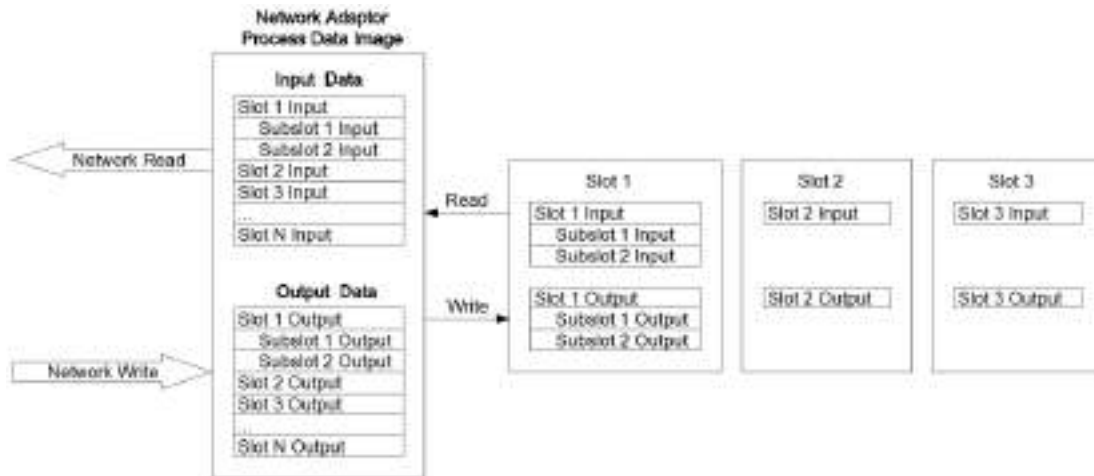 Network Adaptor
Process Data Image
Input Data
Slot 1 Input
Subslot 1 Input
Subslot 2 Input
Slot 2 Input
Slot 3 Input
...
Slot N Input
Network Read
Output Data
Slot 1 Output
Subslot 1 Output
Subslot 2 Output
Slot 2 Output
Slot 3 Output
...
Slot N Output
Network Write
Read
Write
Slot 1
Slot 1 Input
Subslot 1 Input
Subslot 2 Input
Slot 1 Output
Subslot 1 Output
Subslot 2 Output
Slot 2
Slot 2 Input
Slot 2 Output
Slot 3
Slot 3 Input
Slot 3 Output